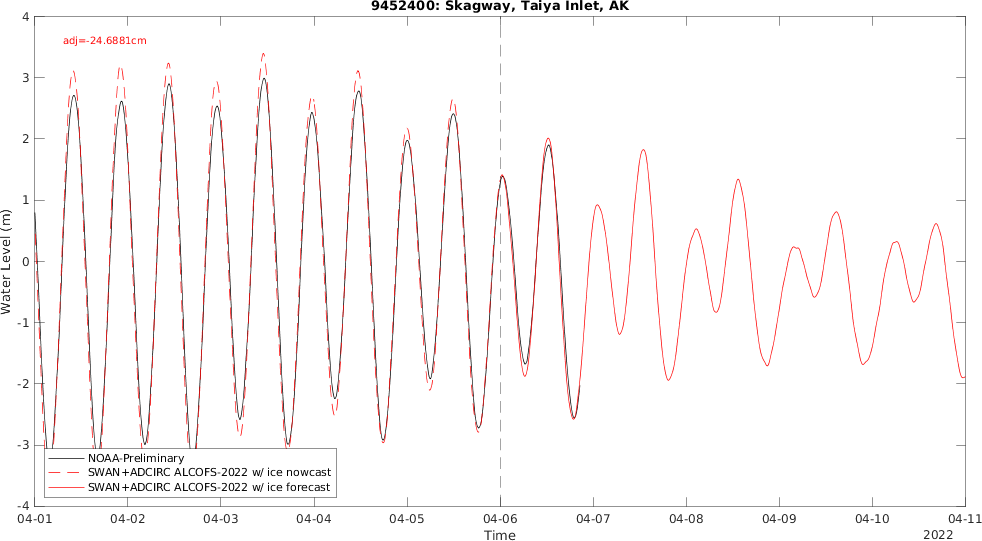 9452400: Skagway, Taiya Inlet, AK
adj=-24.6881cm
4
3
2
1
0
-1
-2
-3
-4
Water Level (m)
NOAA-Preliminary
SWAN+ADCIRC ALCOFS-2022 w/ ice nowcast
SWAN+ADCIRC ALCOFS-2022 w/ ice forecast
04-01 04-02 04-03 04-04 04-05 04-06 04-07 04-08 04-09 04-10 04-11
Time
2022